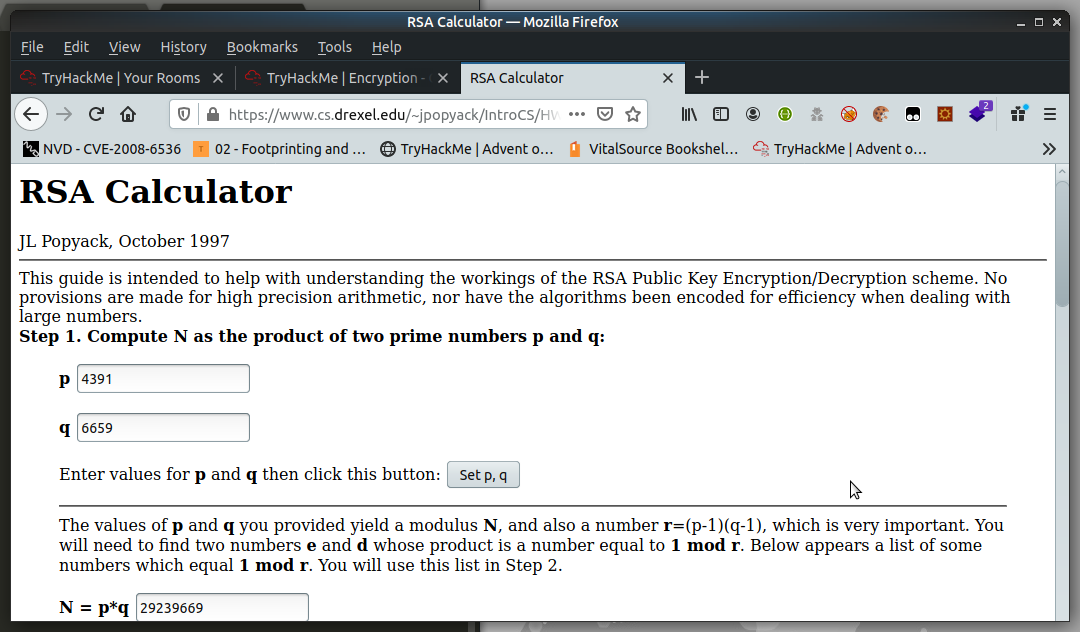 RSA Calculator — Mozilla Firefox
File Edit View History Bookmarks Tools Help
TryHackMe | Your Rooms TryHackMe | Encryption - RSA Calculator
https://www.cs.drexel.edu/~jpopyack/IntroCS/HW 2
NVD - CVE-2008-6536 T 02 - Footprinting and ... TryHackMe | Advent o... VitalSource Bookshel... TryHackMe | Advent o...
RSA Calculator
JL Popyack, October 1997
This guide is intended to help with understanding the workings of the RSA Public Key Encryption/Decryption scheme. No
provisions are made for high precision arithmetic, nor have the algorithms been encoded for efficiency when dealing with
large numbers.
Step 1. Compute N as the product of two prime numbers p and q:
p 4391
q 6659
Enter values for p and q then click this button: Set p, q
The values of p and q you provided yield a modulus N, and also a number r=(p-1)(q-1), which is very important. You
will need to find two numbers e and d whose product is a number equal to 1 mod r. Below appears a list of some
numbers which equal 1 mod r. You will use this list in Step 2.
N = p*q 29239669